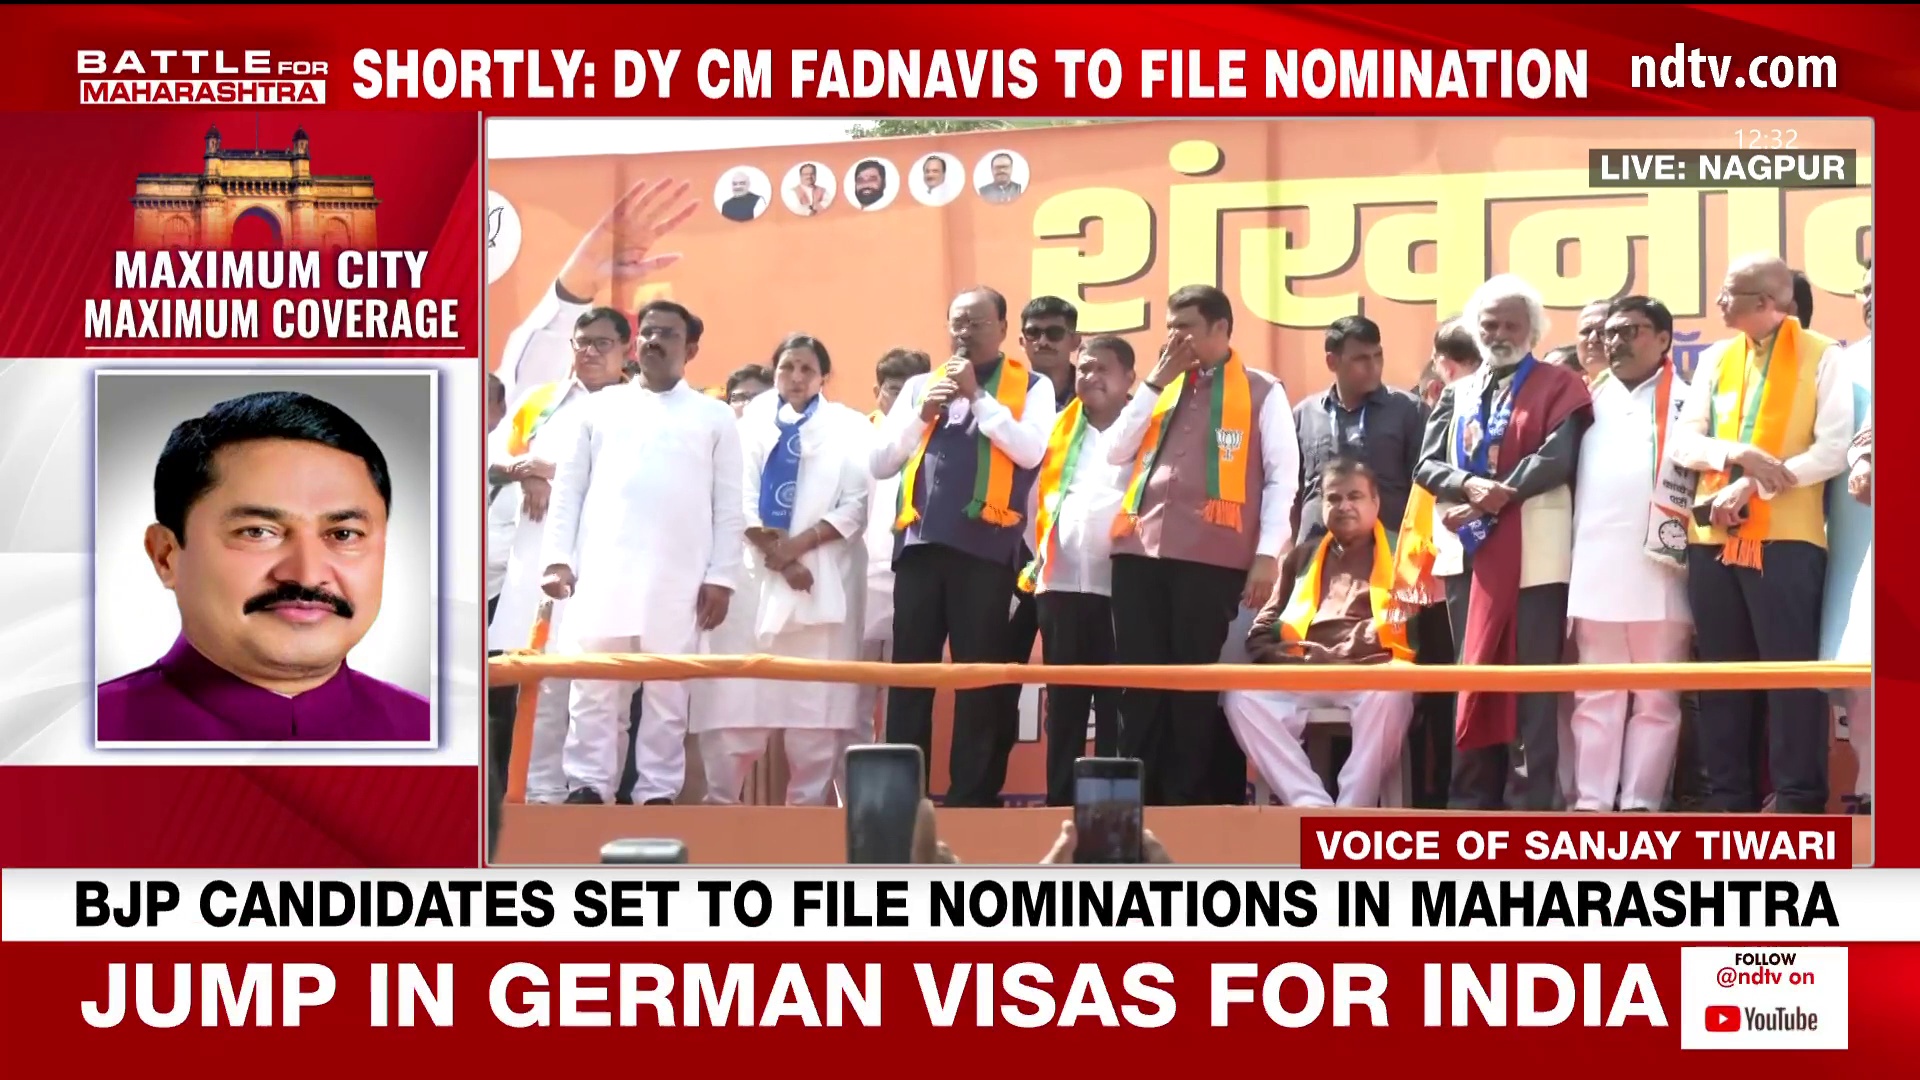 BATTLE FOR
MAHARASHTRA
SHORTLY: DY CM FADNAVIS TO FILE NOMINATION
ndtv.com
12:32
LIVE: NAGPUR
MAXIMUM CITY
MAXIMUM COVERAGE
शंखना
VOICE OF SANJAY TIWARI
BJP CANDIDATES SET TO FILE NOMINATIONS IN MAHARASHTRA
JUMP IN GERMAN VISAS FOR INDIA
FOLLOW
@ndtv on
YouTube